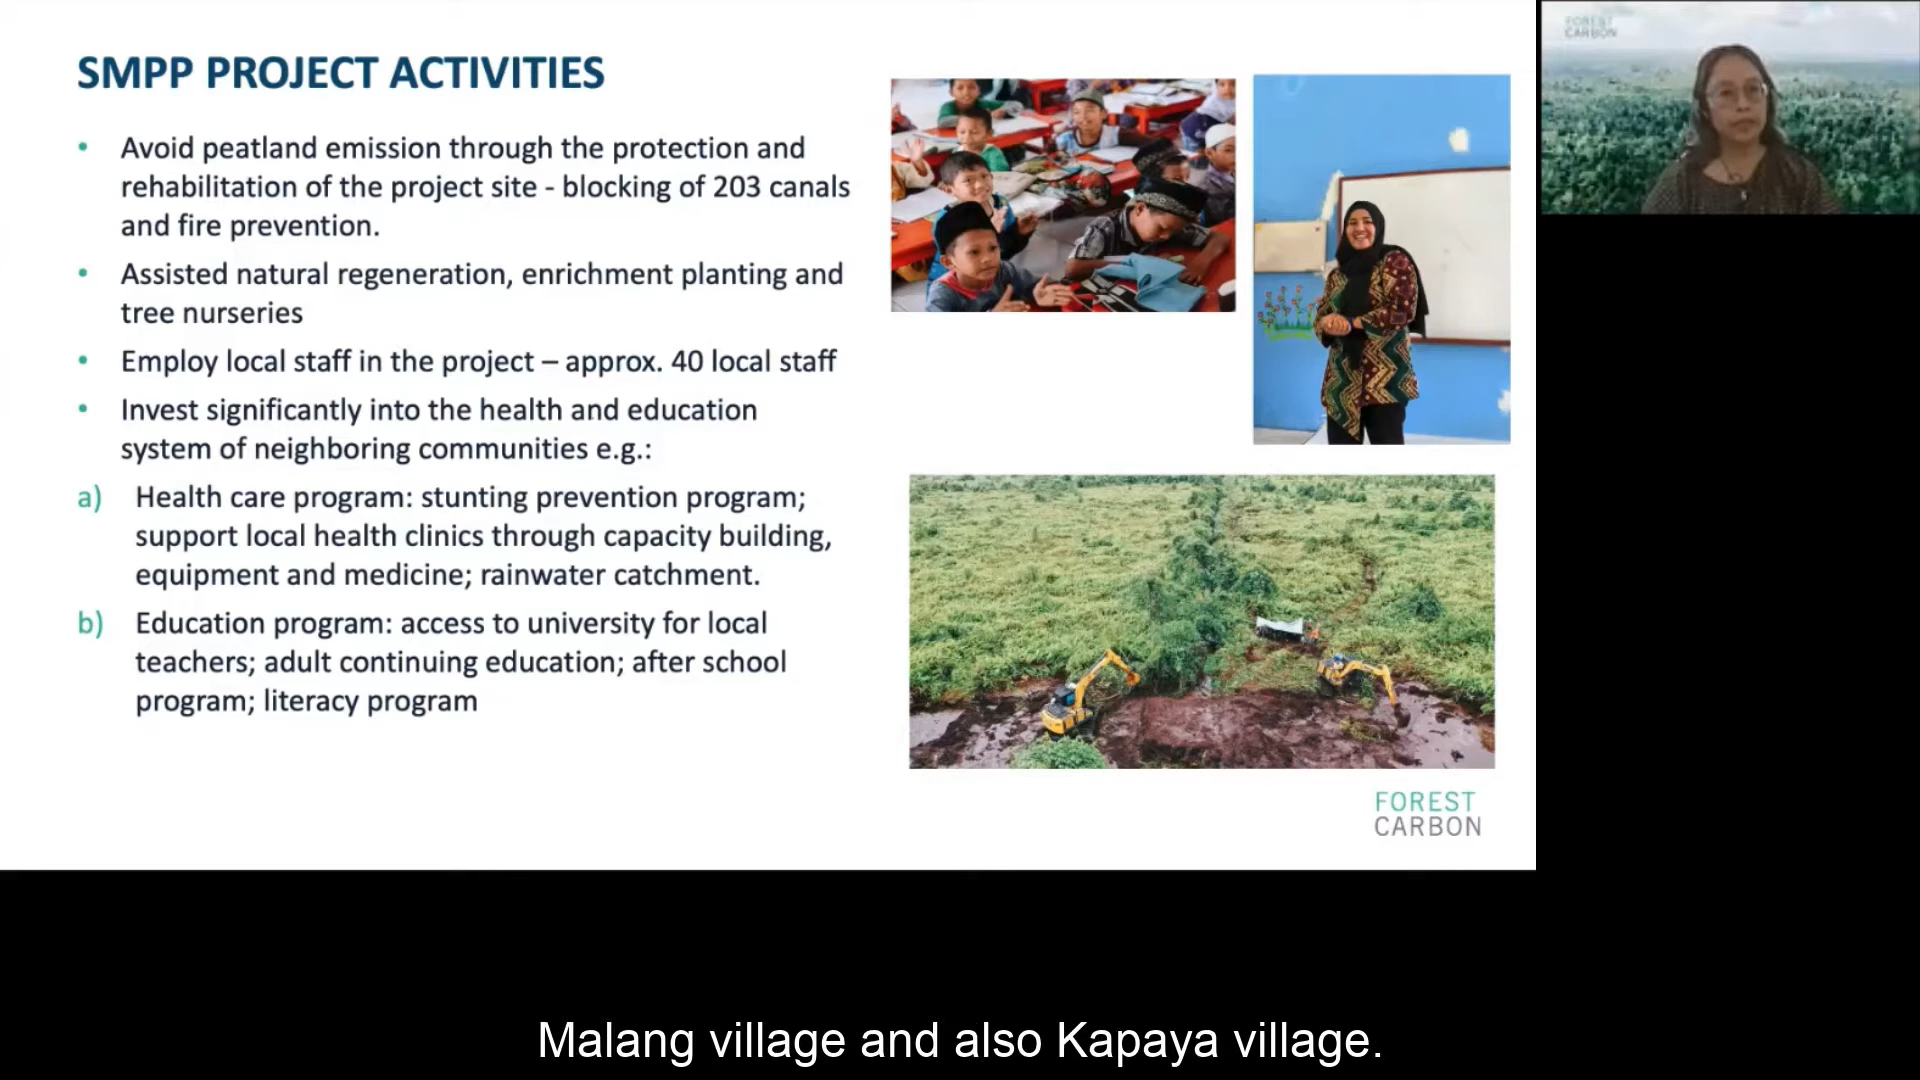 SMPP PROJECT ACTIVITIES
• Avoid peatland emission through the protection and
rehabilitation of the project site - blocking of 203 canals
and fire prevention.
• Assisted natural regeneration, enrichment planting and
tree nurseries
• Employ local staff in the project – approx. 40 local staff
• Invest significantly into the health and education
system of neighboring communities e.g.:
a) Health care program: stunting prevention program;
support local health clinics through capacity building,
equipment and medicine; rainwater catchment.
b) Education program: access to university for local
teachers; adult continuing education; after school
program; literacy program
FOREST
CARBON
FOREST
CARBON
Malang village and also Kapaya village.